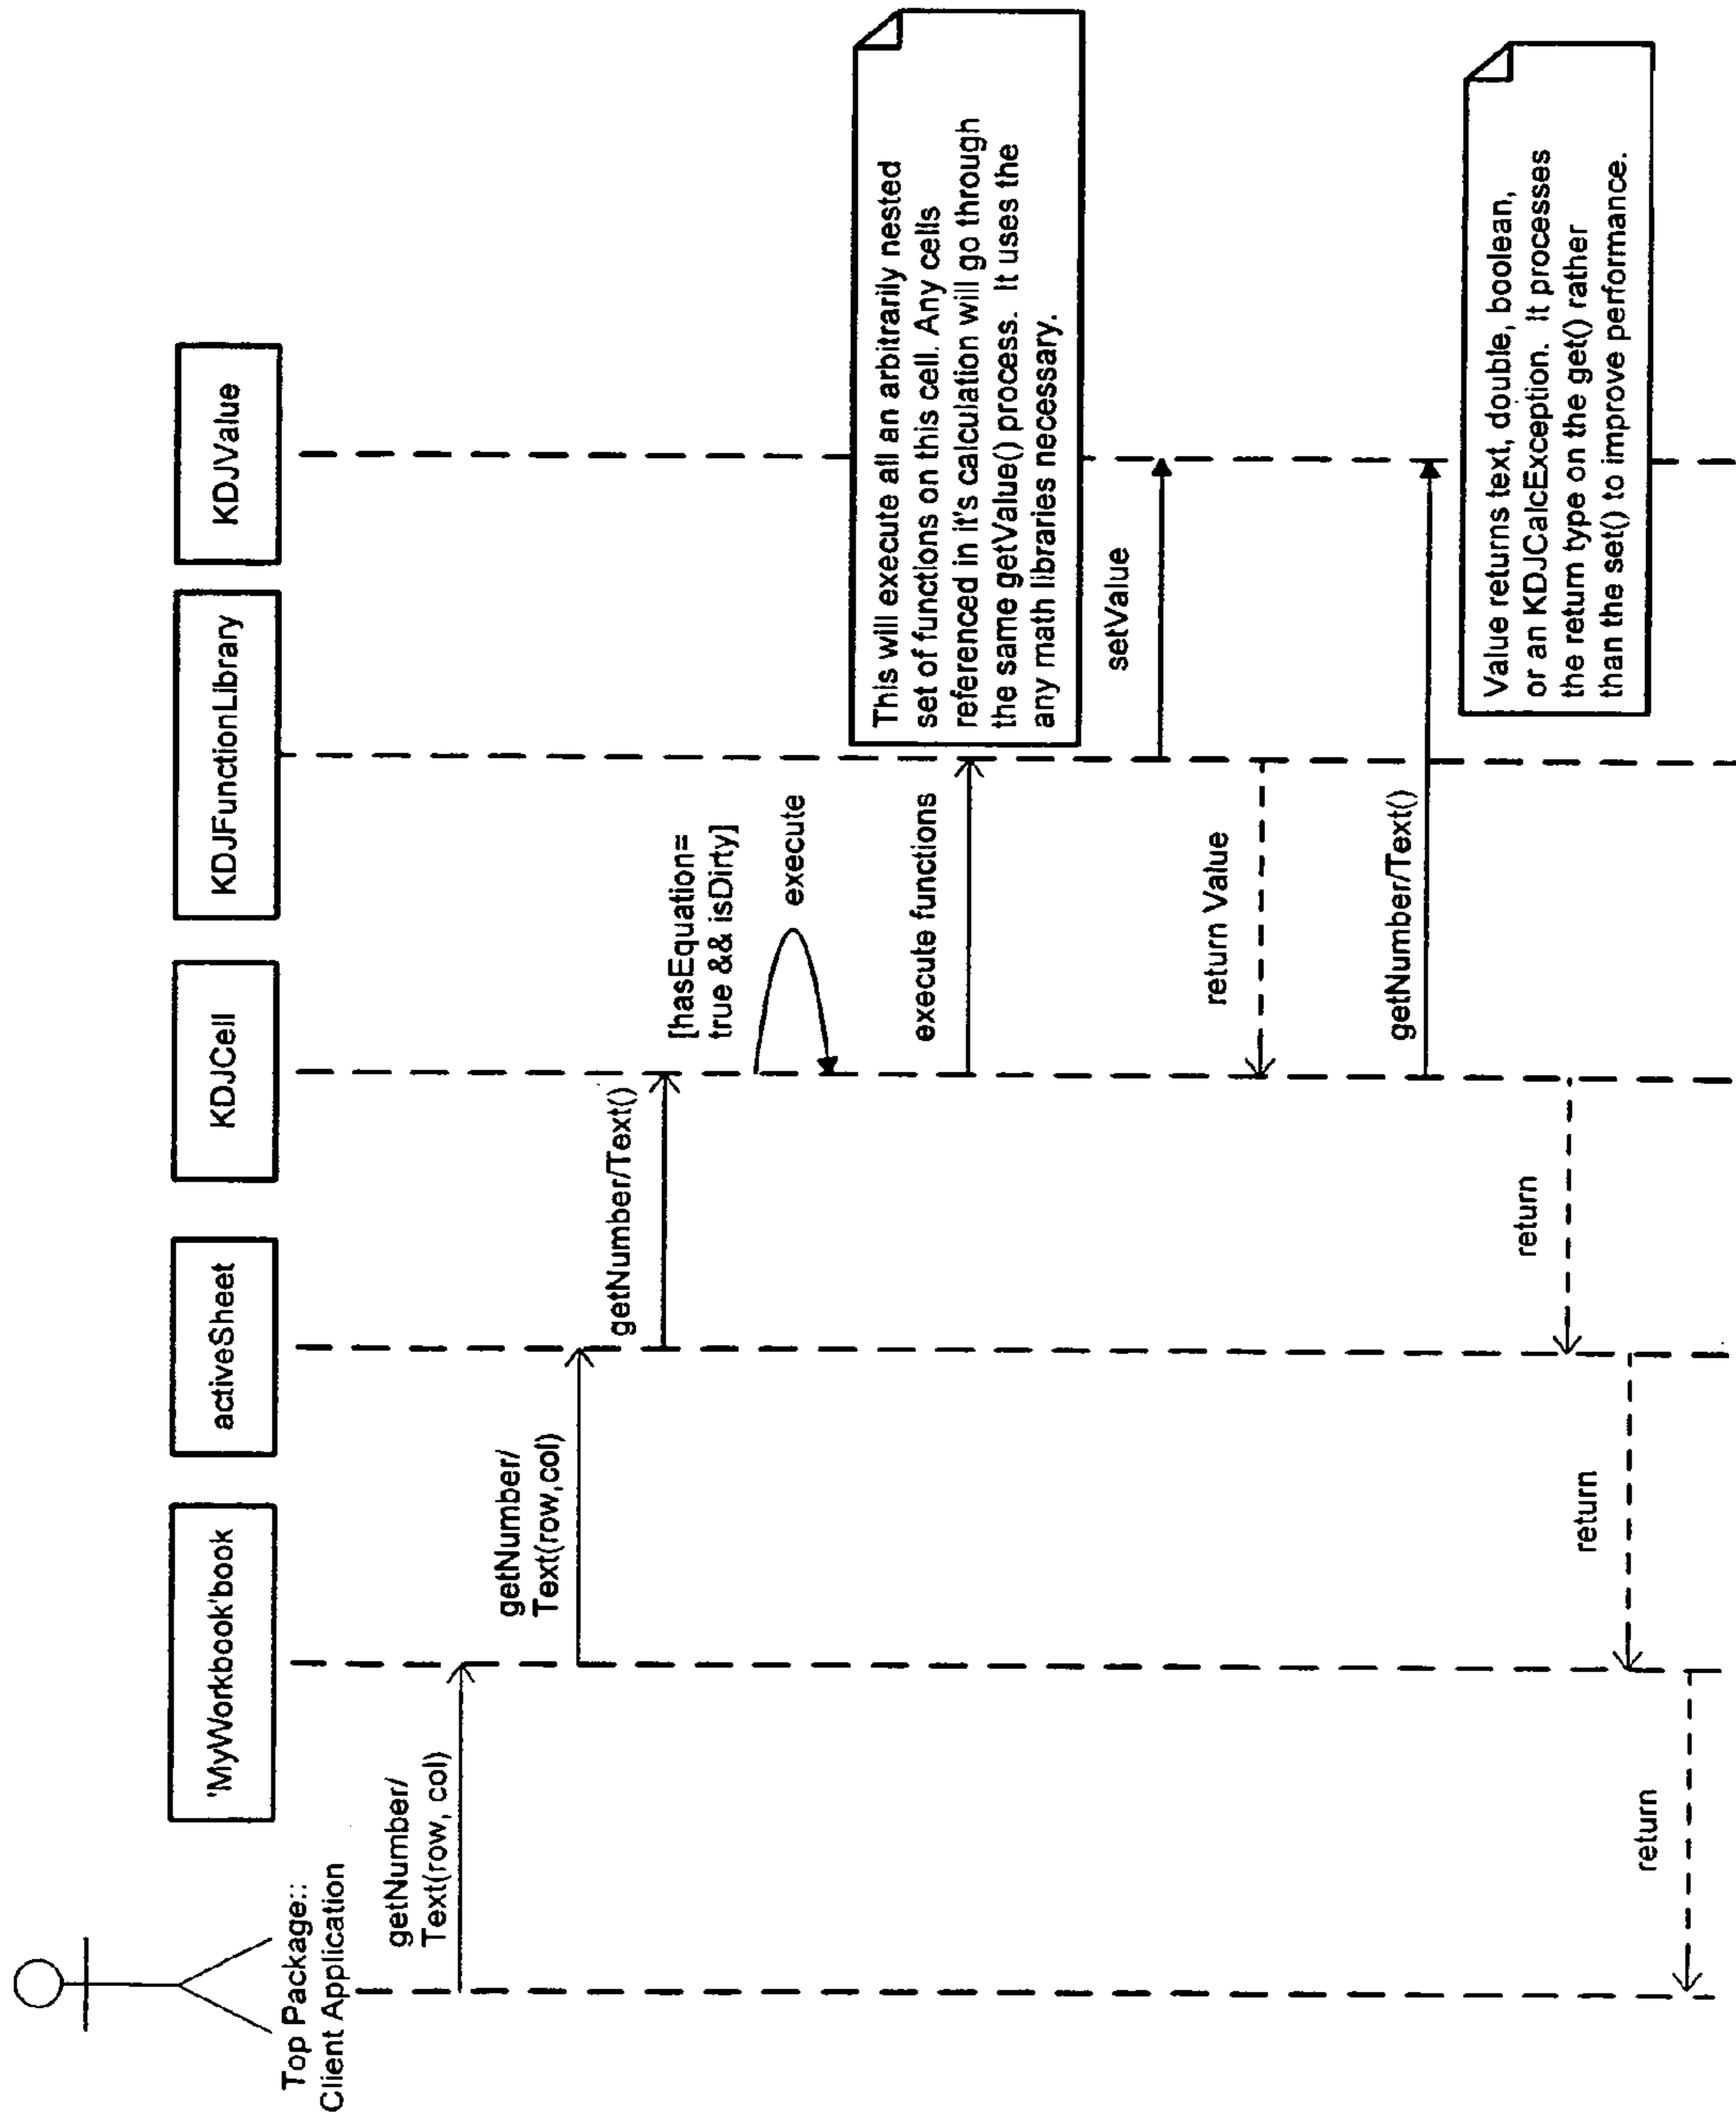 Top Package::
Client Application
'MyWorkbook'book
activeSheet
KDJCell
KDJFunctionLibrary
KDJValue
getNumber/
Text(row, col)
getNumber/
Text(row,col)
getNumber/Text()
[hasEquation=
true && isDirty]
execute
This will execute all an arbitrarily nested
set of functions on this cell. Any cells
referenced in it's calculation will go through
the same getValue() process. It uses the
any math libraries necessary.
execute functions
setValue
return Value
getNumber/Text()
Value returns text, double, boolean,
or an KDJCalcException. It processes
the return type on the get() rather
than the set() to improve performance.
return
return
return